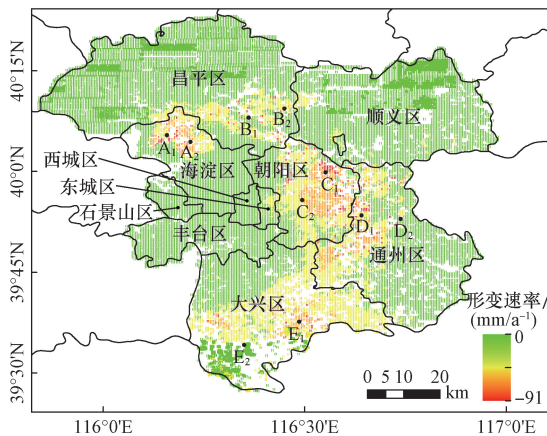 40°15'N
40°00'N
39°45'N
39°30'N
昌平区
顺义区
B₂
B₁
A₁
A₂
海淀区
朝阳区
西城区
东城区
石景山区
丰台区
C₁
C₂
D₁
D₂
通州区
大兴区
E₁
E₂
形变速率/
(mm/a⁻¹)
0
−91
0 5 10 20
km
116°0'E
116°30'E
117°0'E